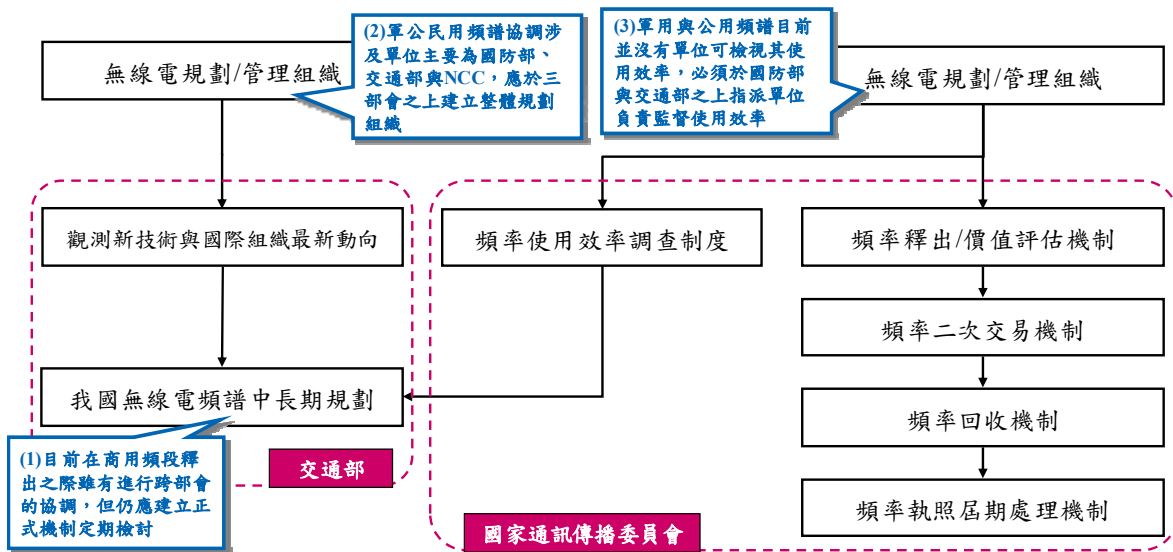 無線電規劃/管理組織
(2)軍公民用頻譜協調涉
及單位主要為國防部、
交通部與NCC，應於三
部會之上建立整體規劃
組織
(3)軍用與公用頻譜目前
並沒有單位可檢視其使
用效率，必須於國防部
與交通部之上指派單位
負責監督使用效率
無線電規劃/管理組織
觀測新技術與國際組織最新動向
頻率使用效率調查制度
頻率釋出/價值評估機制
頻率二次交易機制
我國無線電頻譜中長期規劃
頻率回收機制
(1)目前在商用頻段釋
出之際雖有進行跨部會
的協調，但仍應建立正
式機制定期檢討
交通部
頻率執照屆期處理機制
國家通訊傳播委員會